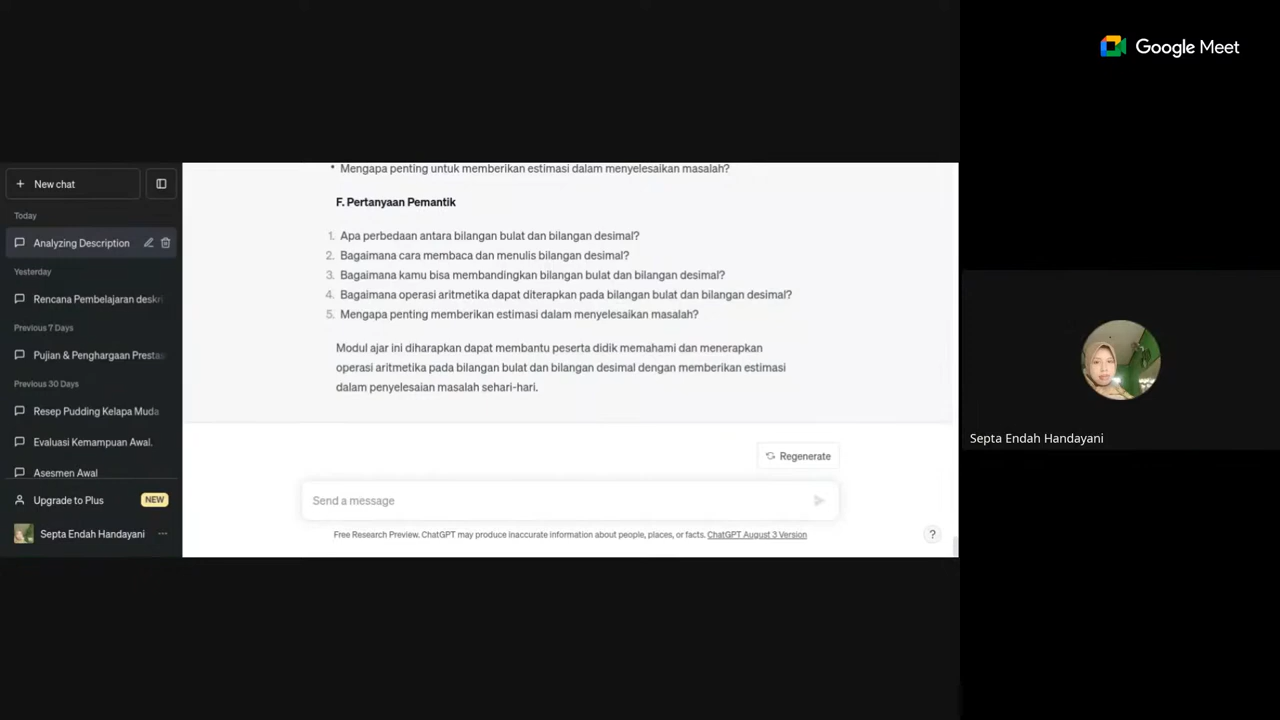 Google Meet
New chat
Today
Analyzing Description
Yesterday
Rencana Pembelajaran deskri
Previous 7 Days
Pujian & Penghargaan Prestas
Previous 30 Days
Resep Pudding Kelapa Muda
Evaluasi Kemampuan Awal.
Asesmen Awal
Upgrade to Plus NEW
Septa Endah Handayani
• Mengapa penting untuk memberikan estimasi dalam menyelesaikan masalah?
F. Pertanyaan Pemantik
1. Apa perbedaan antara bilangan bulat dan bilangan desimal?
2. Bagaimana cara membaca dan menulis bilangan desimal?
3. Bagaimana kamu bisa membandingkan bilangan bulat dan bilangan desimal?
4. Bagaimana operasi aritmetika dapat diterapkan pada bilangan bulat dan bilangan desimal?
5. Mengapa penting memberikan estimasi dalam menyelesaikan masalah?
Modul ajar ini diharapkan dapat membantu peserta didik memahami dan menerapkan
operasi aritmetika pada bilangan bulat dan bilangan desimal dengan memberikan estimasi
dalam penyelesaian masalah sehari-hari.
Regenerate
Send a message
Free Research Preview. ChatGPT may produce inaccurate information about people, places, or facts. ChatGPT August 3 Version
?
Septa Endah Handayani